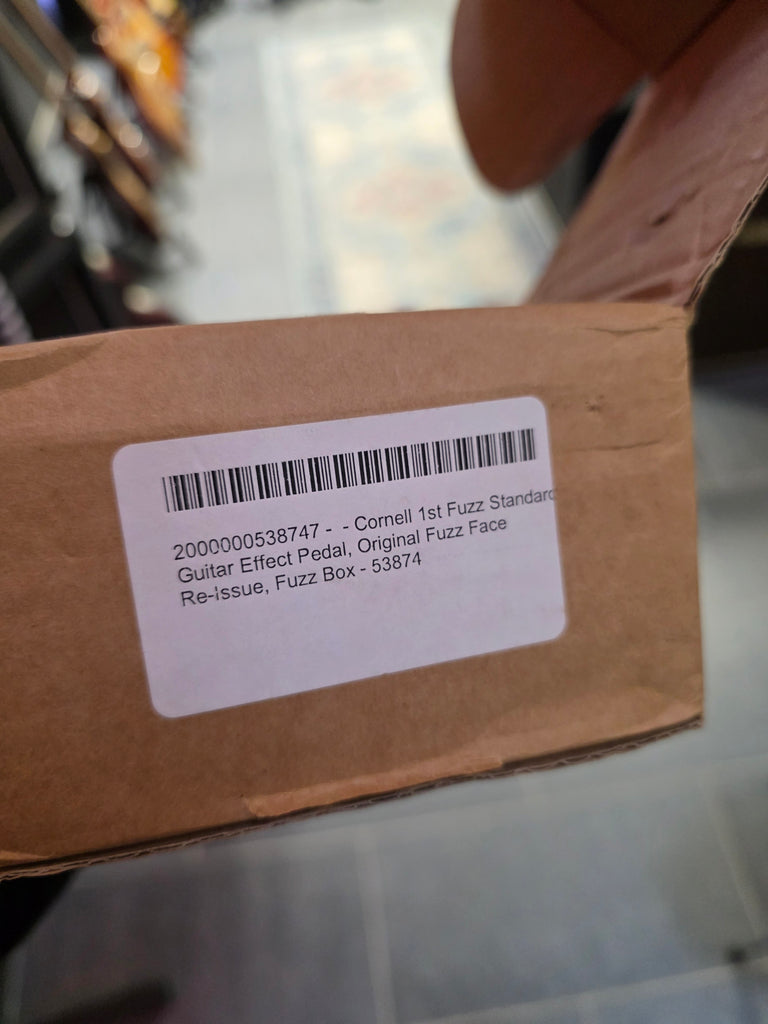 2000000538747 - - Cornell 1st Fuzz Standard
Guitar Effect Pedal, Original Fuzz Face
Re-Issue, Fuzz Box - 53874